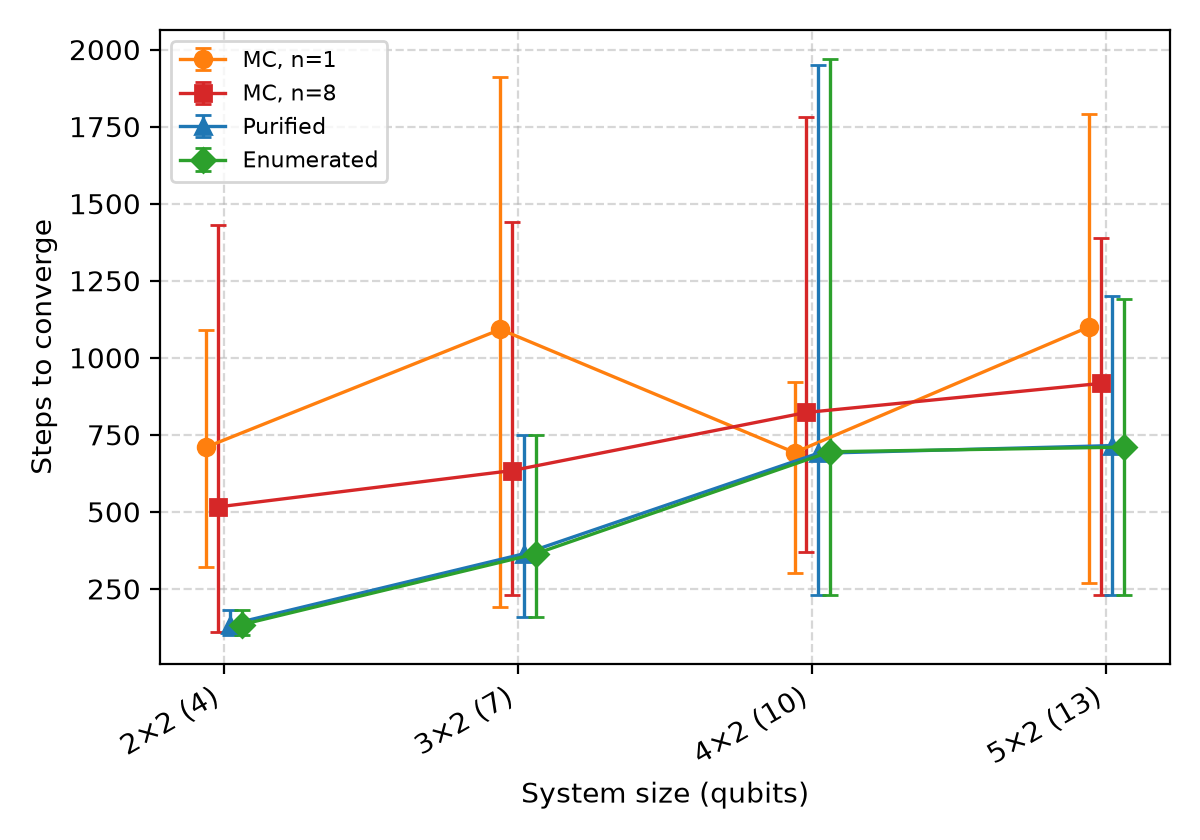 2000
1750
1500
1250
1000
750
500
250
Steps to converge
MC, n=1
MC, n=8
Purified
Enumerated
2×2 (4)
3×2 (7)
4×2 (10)
5×2 (13)
System size (qubits)